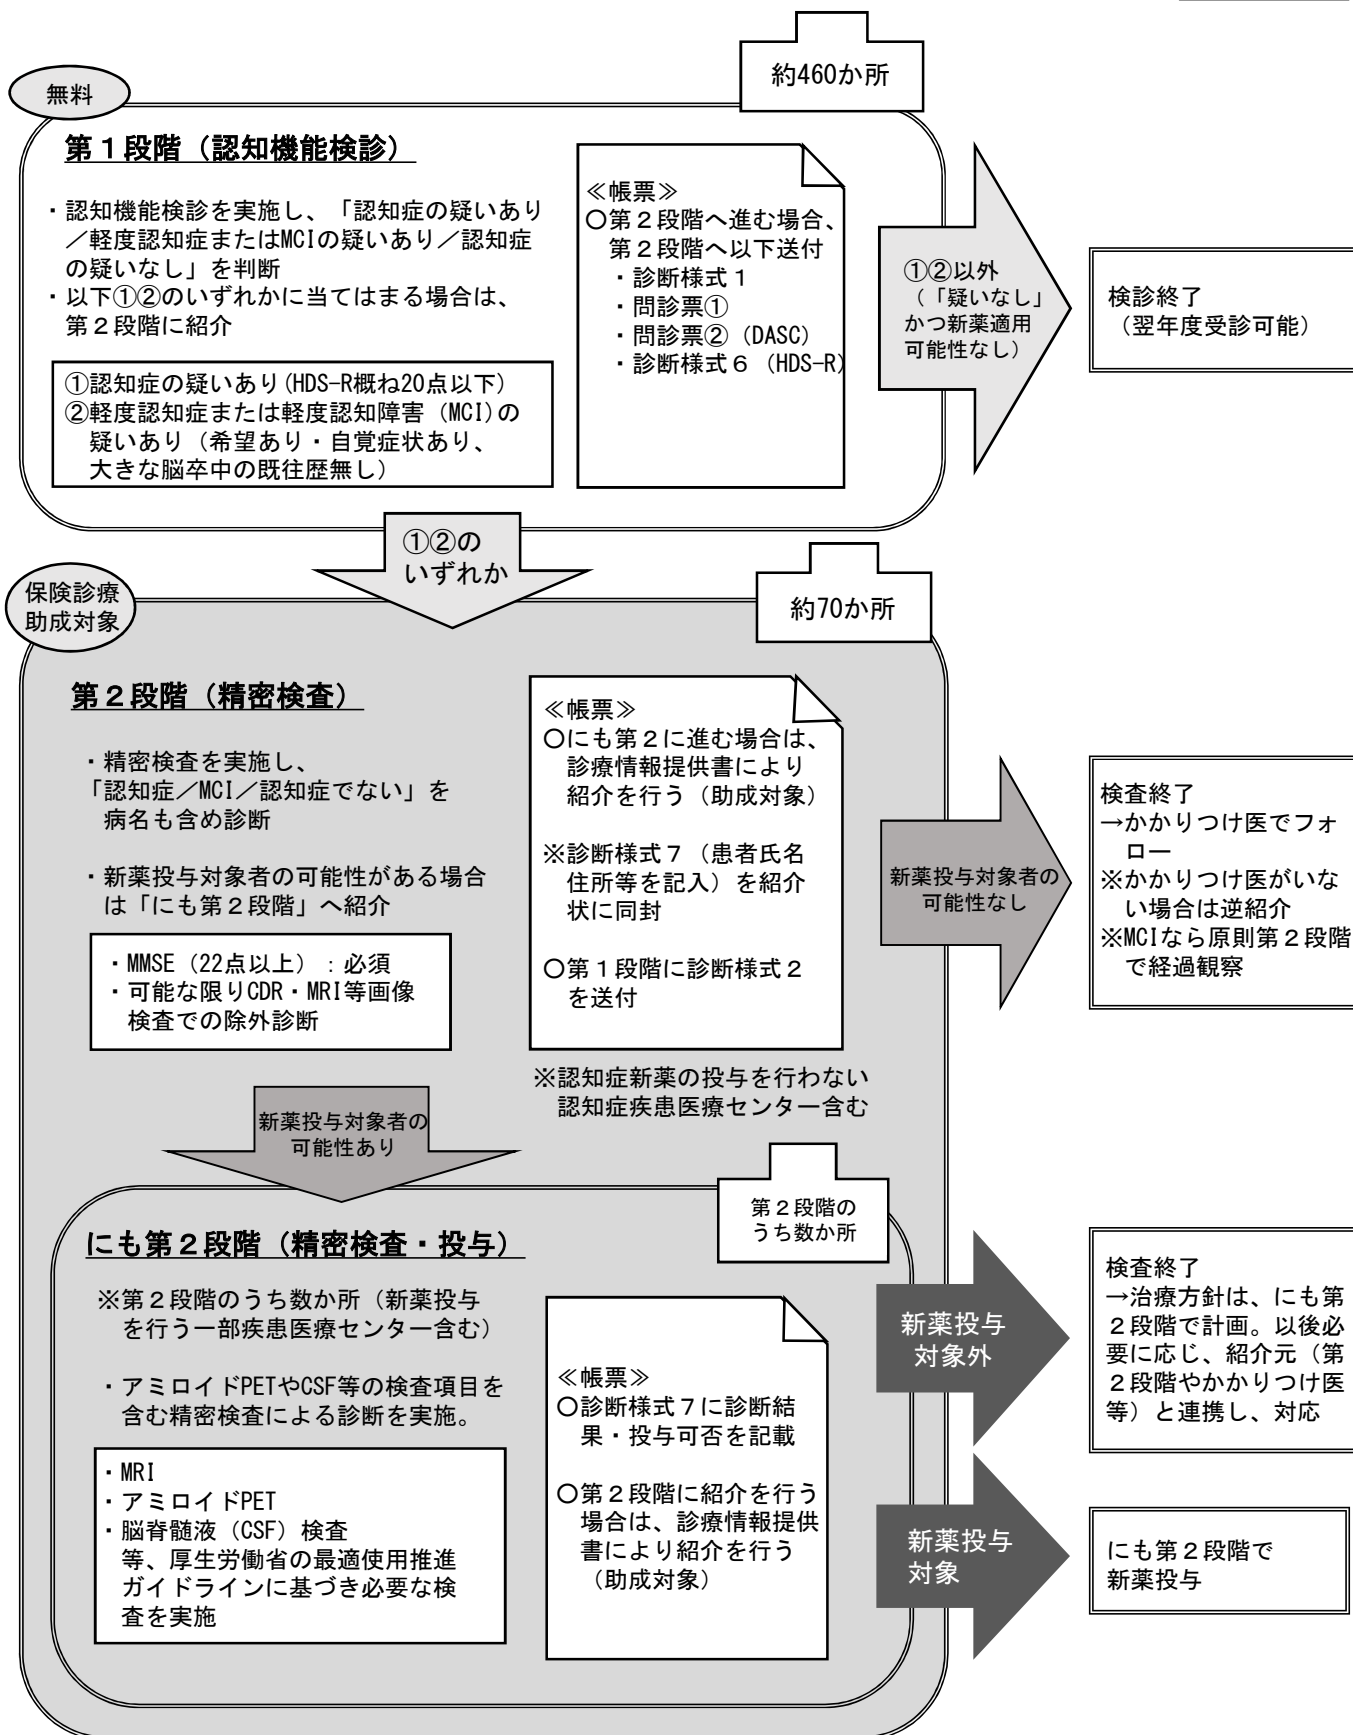 無料
約460か所
第１段階（認知機能検診）
・認知機能検診を実施し、「認知症の疑いあり
／軽度認知症またはMCIの疑いあり／認知症
の疑いなし」を判断
・以下①②のいずれかに当てはまる場合は、
第２段階に紹介
①認知症の疑いあり(HDS-R概ね20点以下)
②軽度認知症または軽度認知障害（MCI)の
疑いあり（希望あり・自覚症状あり、
大きな脳卒中の既往歴無し）
≪帳票≫
〇第２段階へ進む場合、
第２段階へ以下送付
・診断様式１
・問診票①
・問診票②（DASC）
・診断様式６（HDS-R)
①②以外
（「疑いなし」
かつ新薬適用
可能性なし）
検診終了
（翌年度受診可能）
①②の
いずれか
保険診療
助成対象
約70か所
第２段階（精密検査）
・精密検査を実施し、
「認知症／MCI／認知症でない」を
病名も含め診断
・新薬投与対象者の可能性がある場合
は「にも第２段階」へ紹介
・MMSE（22点以上）：必須
・可能な限りCDR・MRI等画像
検査での除外診断
≪帳票≫
〇にも第２に進む場合は、
診療情報提供書により
紹介を行う（助成対象）
※診断様式７（患者氏名
住所等を記入）を紹介
状に同封
〇第１段階に診断様式２
を送付
※認知症新薬の投与を行わない
認知症疾患医療センター含む
新薬投与対象者の
可能性なし
検査終了
→かかりつけ医でフォ
ロー
※かかりつけ医がいな
い場合は逆紹介
※MCIなら原則第２段階
で経過観察
新薬投与対象者の
可能性あり
第２段階の
うち数か所
にも第２段階（精密検査・投与）
※第２段階のうち数か所（新薬投与
を行う一部疾患医療センター含む）
・アミロイドPETやCSF等の検査項目を
含む精密検査による診断を実施。
・MRI
・アミロイドPET
・脳脊髄液（CSF）検査
等、厚生労働省の最適使用推進
ガイドラインに基づき必要な検
査を実施
≪帳票≫
〇診断様式７に診断結
果・投与可否を記載
〇第２段階に紹介を行う
場合は、診療情報提供
書により紹介を行う
（助成対象）
新薬投与
対象外
検査終了
→治療方針は、にも第
２段階で計画。以後必
要に応じ、紹介元（第
２段階やかかりつけ医
等）と連携し、対応
新薬投与
対象
にも第２段階で
新薬投与